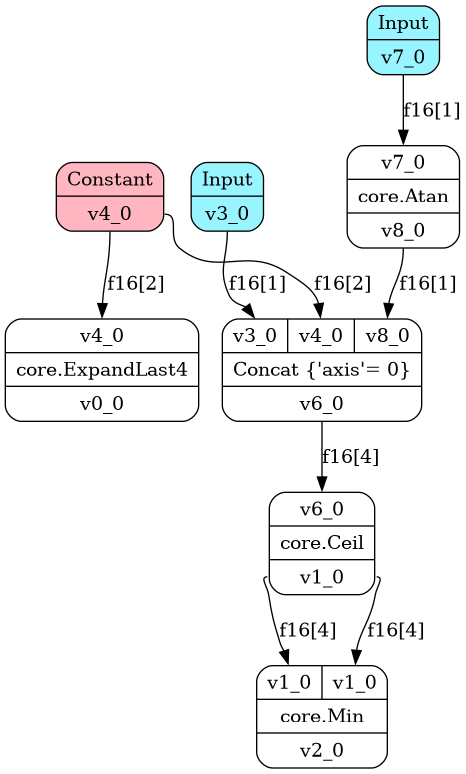 Input
v7_0
f16[1]
v7_0
core.Atan
v8_0
Constant
v4_0
Input
v3_0
f16[2]
f16[1]
f16[2]
f16[1]
v4_0
core.ExpandLast4
v0_0
v3_0 v4_0 v8_0
Concat {'axis'= 0}
v6_0
f16[4]
v6_0
core.Ceil
v1_0
f16[4]
f16[4]
v1_0 v1_0
core.Min
v2_0